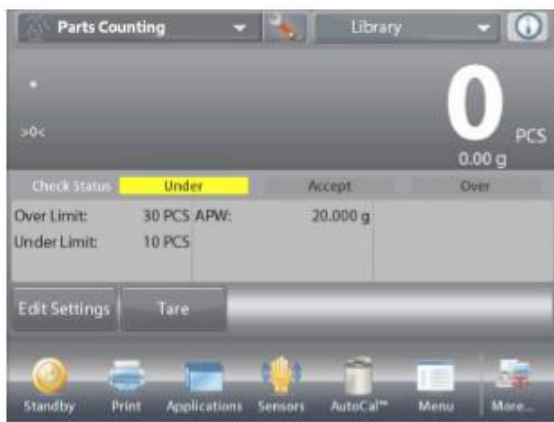 Parts Counting Library
0
>0< PCS
0.00 g
Check Status Under Accept Over
Over Limit: 30 PCS APW: 20.000 g
Under Limit: 10 PCS
Edit Settings Tare
Standby Print Applications Sensors AutoCal™ Menu More...